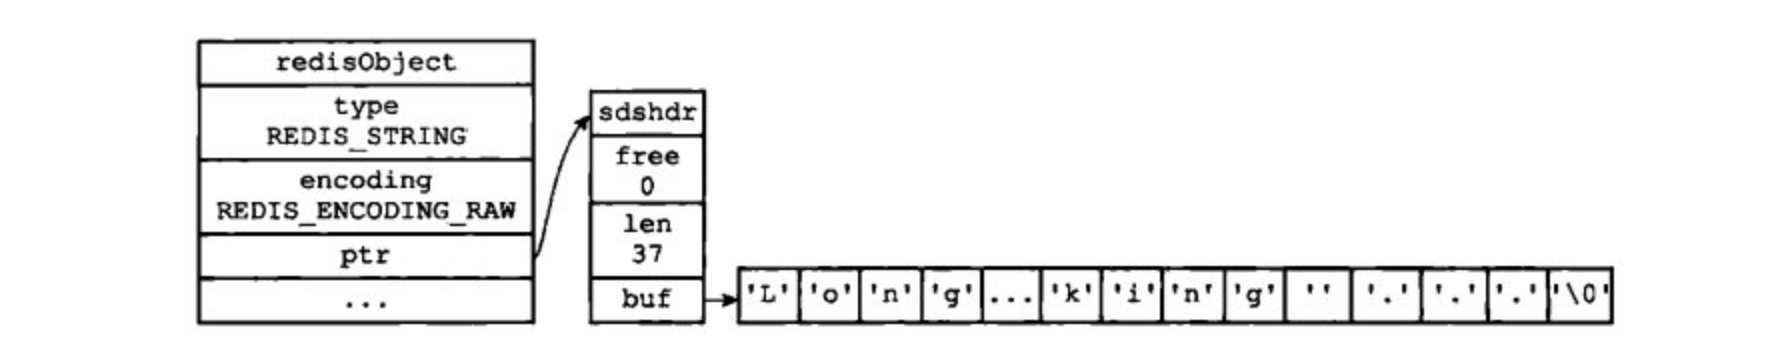 redisObject
type
REDIS_STRING
encoding
REDIS_ENCODING_RAW
ptr
...
sdshdr
free
0
len
37
buf
'L' 'o' 'n' 'g' ... 'k' 'i' 'n' 'g' '' '.' '.' '.' '\0'